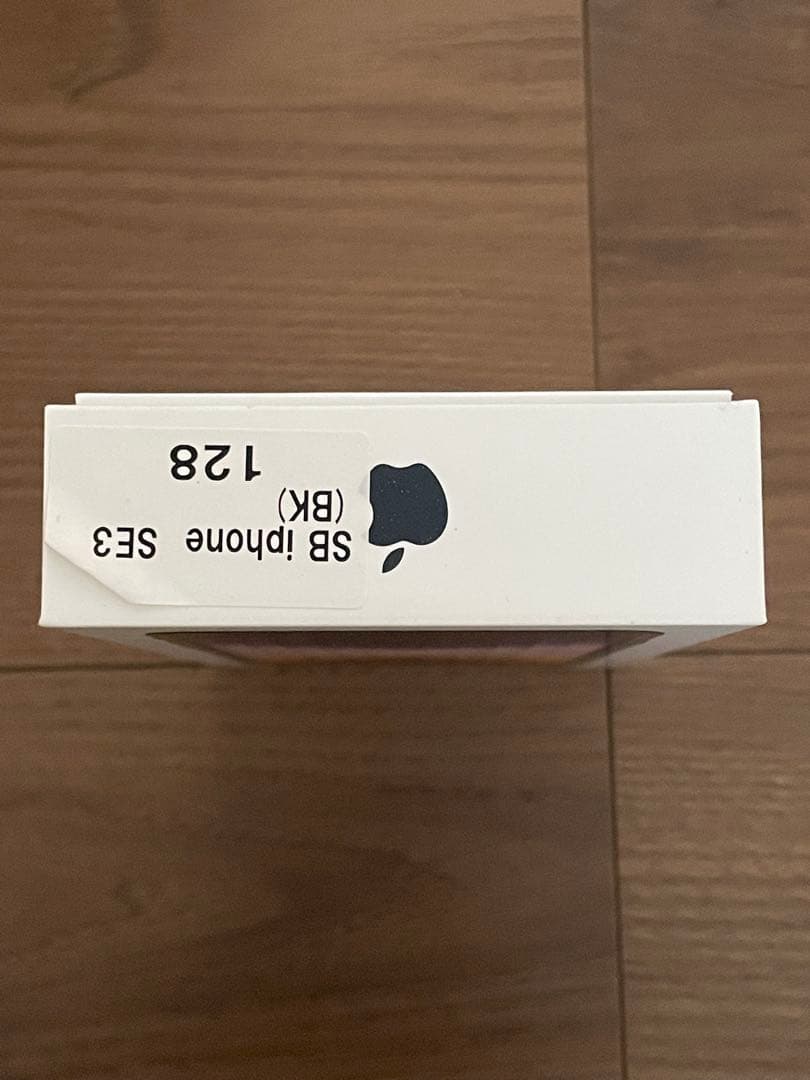 SB iphone SE3
(BK)
128